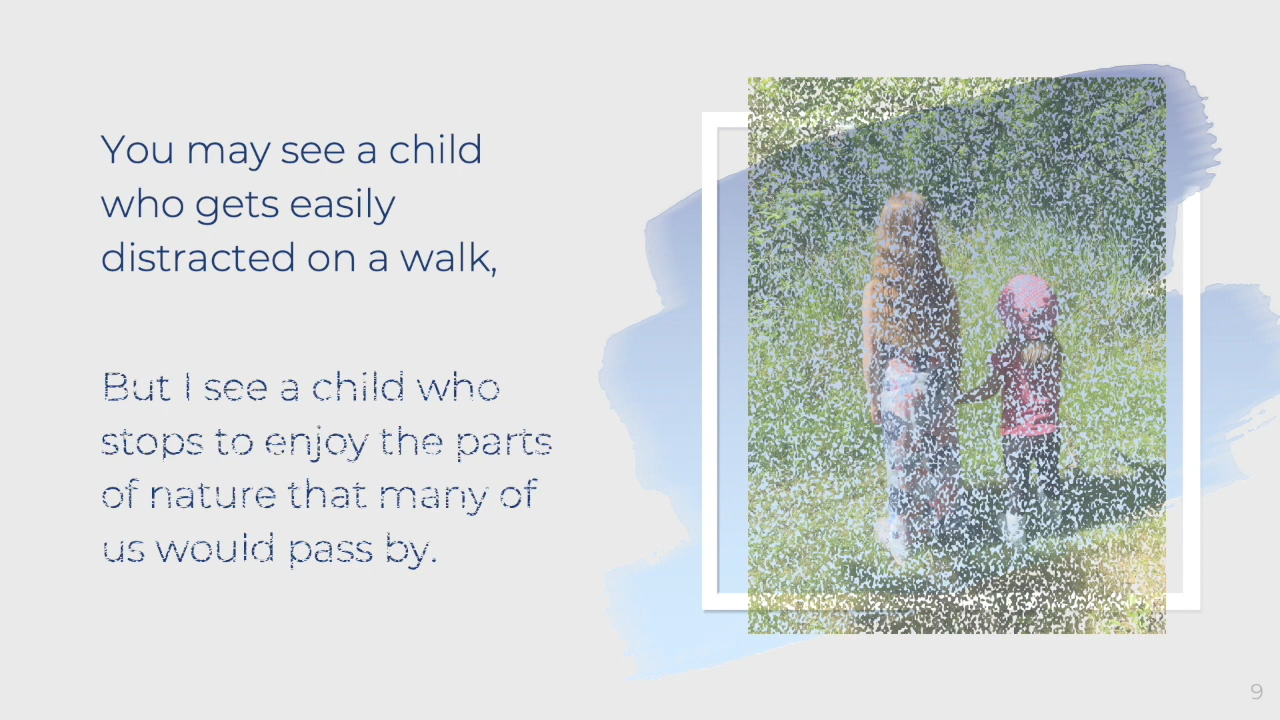 You may see a child
who gets easily
distracted on a walk,
But I see a child who
stops to enjoy the parts
of nature that many of
us would pass by.
9